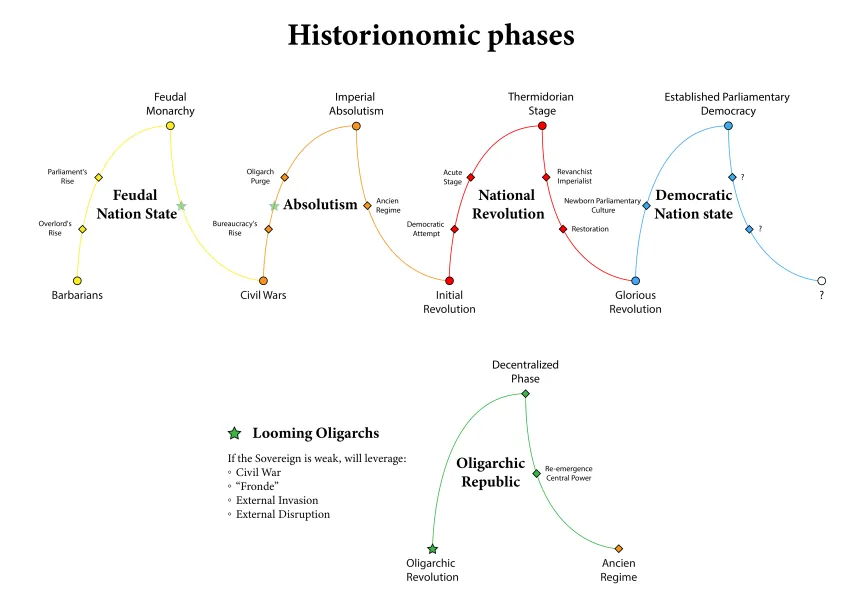 Historionomic phases
Feudal
Monarchy
Imperial
Absolutism
Thermidorian
Stage
Established Parliamentary
Democracy
Parliament's
Rise
Overlord's
Rise
Feudal
Nation State
Barbarians
Oligarch
Purge
Bureaucracy's
Rise
Absolutism
Ancien
Regime
Civil Wars
Acute
Stage
Democratic
Attempt
National
Revolution
Revanchist
Imperialist
Restoration
Initial
Revolution
Newborn Parliamentary
Culture
Democratic
Nation state
?
?
Glorious
Revolution
?
Looming Oligarchs
If the Sovereign is weak, will leverage:
◦ Civil War
◦ “Fronde”
◦ External Invasion
◦ External Disruption
Decentralized
Phase
Oligarchic
Republic
Re-emergence
Central Power
Oligarchic
Revolution
Ancien
Regime